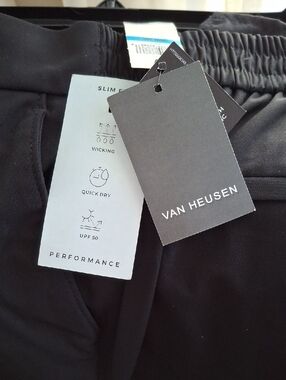 SLIM F
WICKING
QUICK DRY
UPF 50
PERFORMANCE
VAN HEUSEN